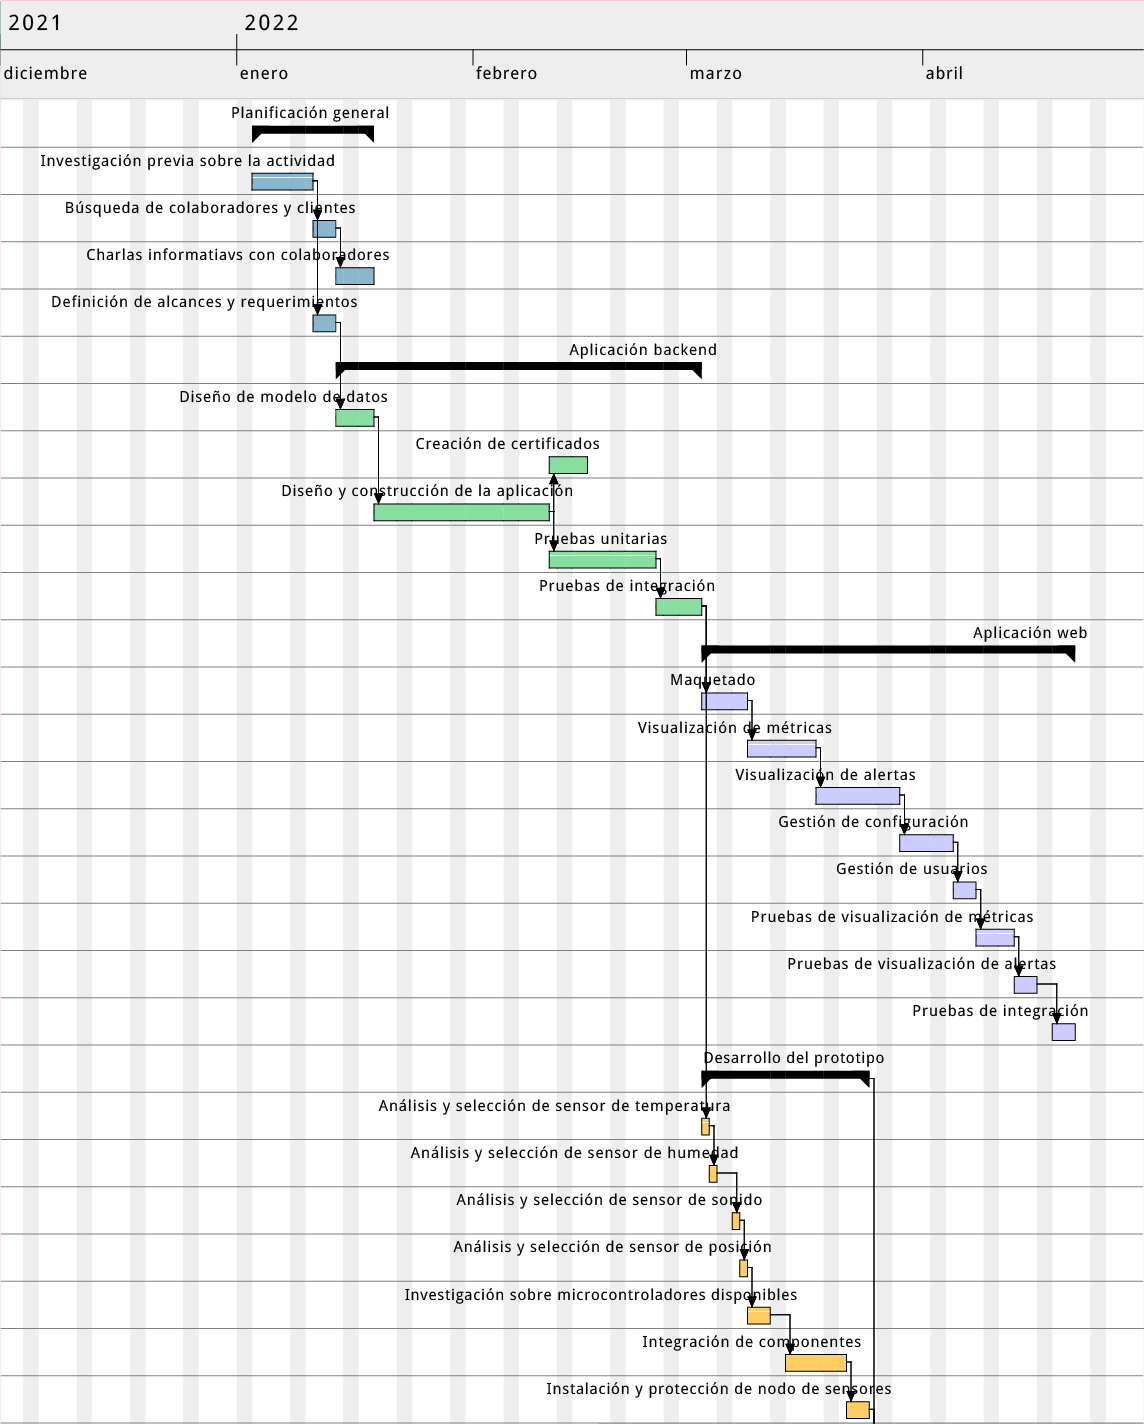 2021
2022
diciembre
enero
febrero
marzo
abril
Planificación general
Investigación previa sobre la actividad
Búsqueda de colaboradores y clientes
Charlas informatiavs con colaboradores
Definición de alcances y requerimientos
Aplicación backend
Diseño de modelo de datos
Creación de certificados
Diseño y construcción de la aplicación
Pruebas unitarias
Pruebas de integración
Aplicación web
Maquetado
Visualización de métricas
Visualización de alertas
Gestión de configuración
Gestión de usuarios
Pruebas de visualización de métricas
Pruebas de visualización de alertas
Pruebas de integración
Desarrollo del prototipo
Análisis y selección de sensor de temperatura
Análisis y selección de sensor de humedad
Análisis y selección de sensor de sonido
Análisis y selección de sensor de posición
Investigación sobre microcontroladores disponibles
Integración de componentes
Instalación y protección de nodo de sensores